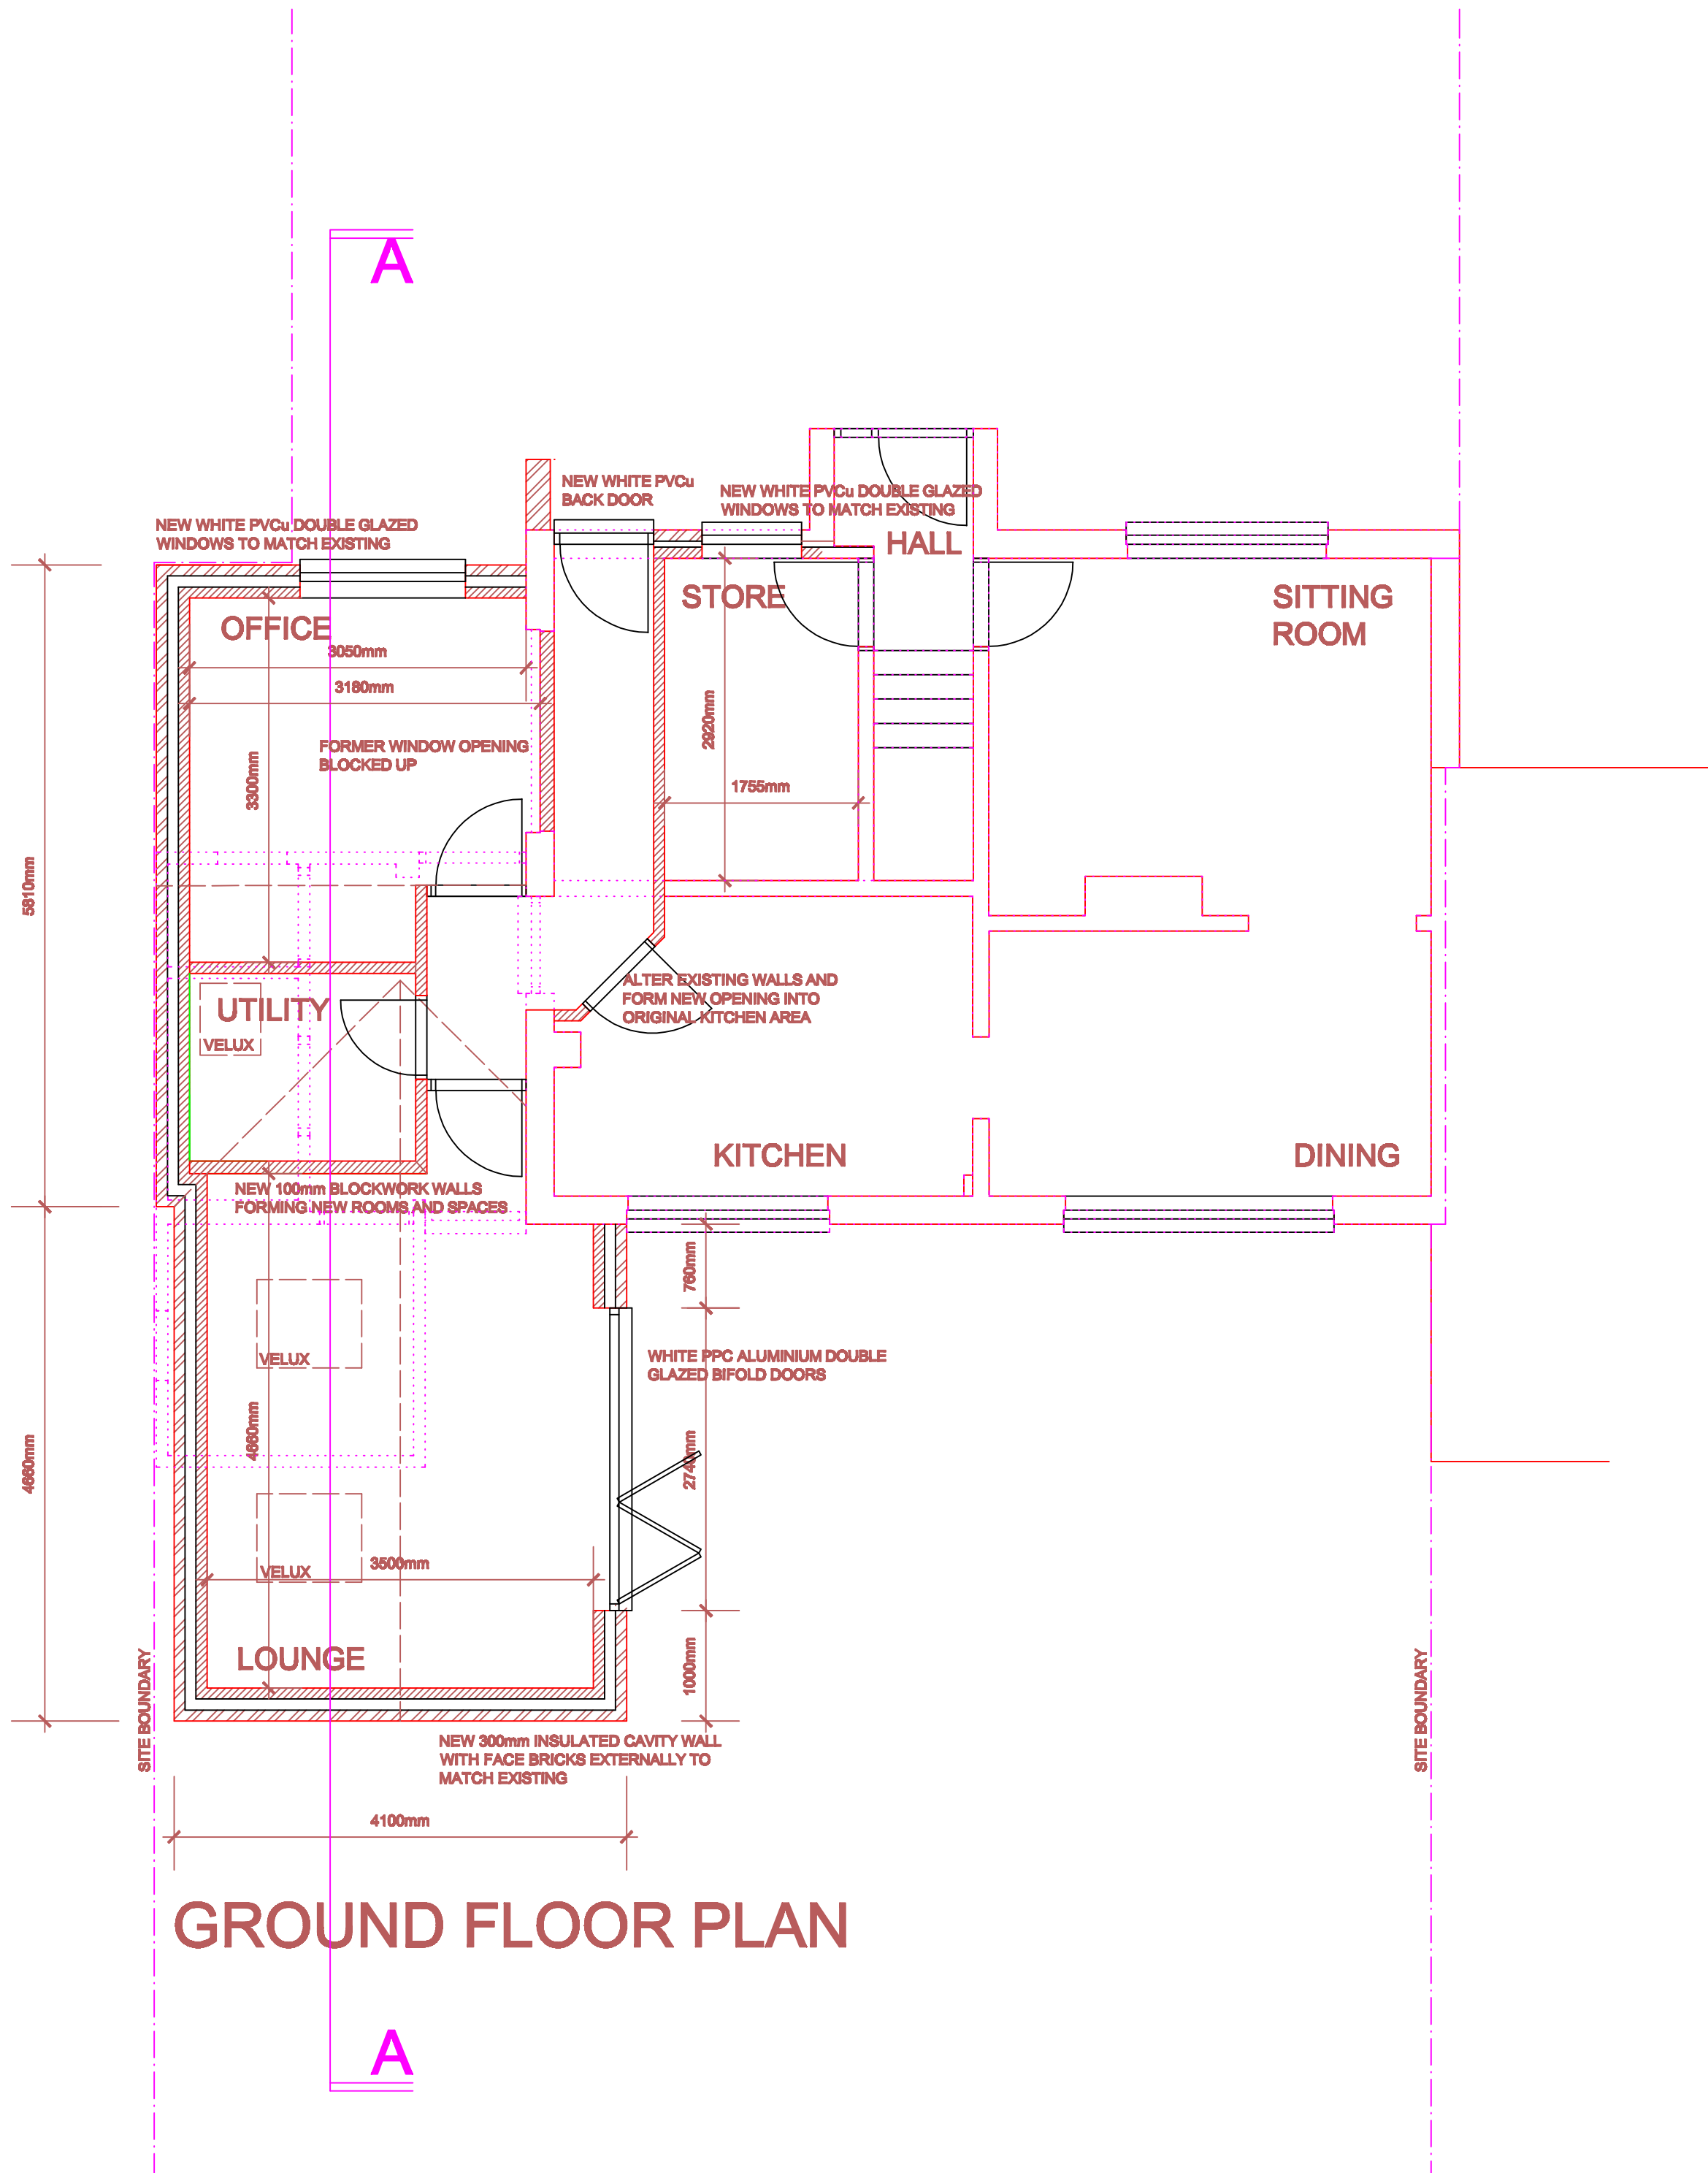 A
NEW WHITE PVCu
BACK DOOR
NEW WHITE PVCu DOUBLE GLAZED
WINDOWS TO MATCH EXISTING
NEW WHITE PVCu DOUBLE GLAZED
WINDOWS TO MATCH EXISTING
HALL
STORE
SITTING
ROOM
OFFICE
3050mm
3180mm
2920mm
FORMER WINDOW OPENING
BLOCKED UP
3300mm
1755mm
5810mm
ALTER EXISTING WALLS AND
FORM NEW OPENING INTO
ORIGINAL KITCHEN AREA
UTILITY
VELUX
KITCHEN
DINING
NEW 100mm BLOCKWORK WALLS
FORMING NEW ROOMS AND SPACES
760mm
VELUX
WHITE PPC ALUMINIUM DOUBLE
GLAZED BIFOLD DOORS
4660mm
4660mm
2740mm
3500mm
VELUX
LOUNGE
1000mm
SITE BOUNDARY
SITE BOUNDARY
NEW 300mm INSULATED CAVITY WALL
WITH FACE BRICKS EXTERNALLY TO
MATCH EXISTING
4100mm
GROUND FLOOR PLAN
A